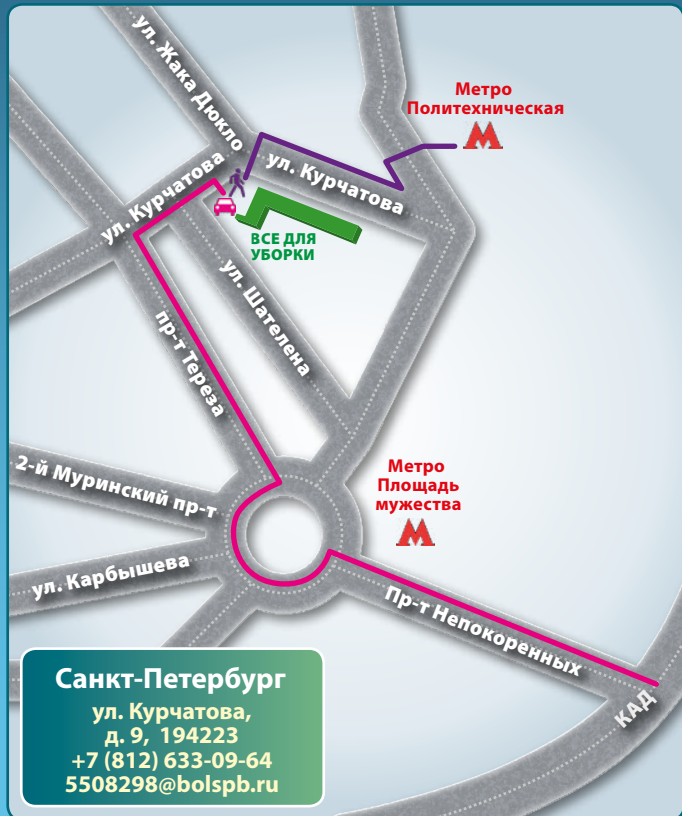 ул. Жака Дюкло
Метро
Политехническая
ул. Курчатова
ул. Курчатова
ВСЕ ДЛЯ
УБОРКИ
ул. Шателена
пр-т Тереза
2-й Муринский пр-т
Метро
Площадь
мужества
ул. Карбышева
Пр-т Непокоренных
КАД
Санкт-Петербург
ул. Курчатова,
д. 9, 194223
+7 (812) 633-09-64
5508298@bolspb.ru